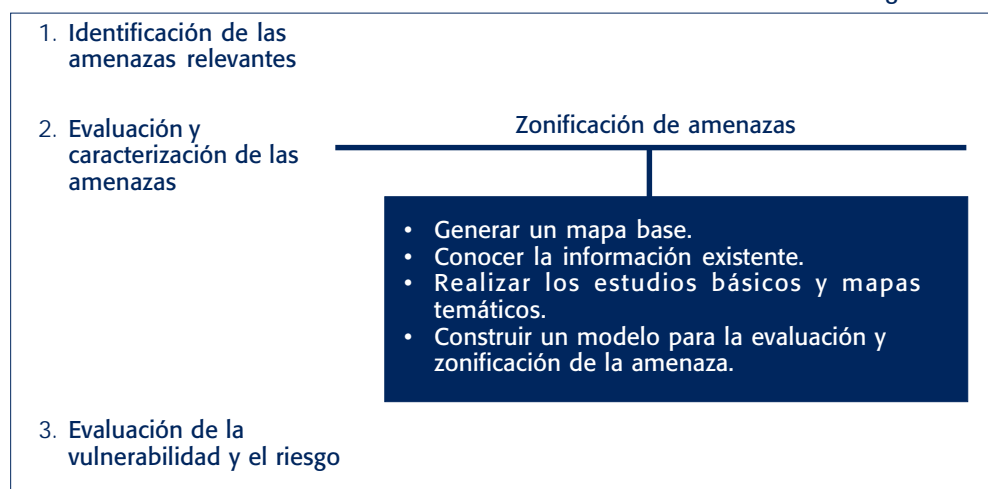 1. Identificación de las
amenazas relevantes
2. Evaluación y
caracterización de las
amenazas
Zonificación de amenazas
• Generar un mapa base.
• Conocer la información existente.
• Realizar los estudios básicos y mapas
temáticos.
• Construir un modelo para la evaluación y
zonificación de la amenaza.
3. Evaluación de la
vulnerabilidad y el riesgo